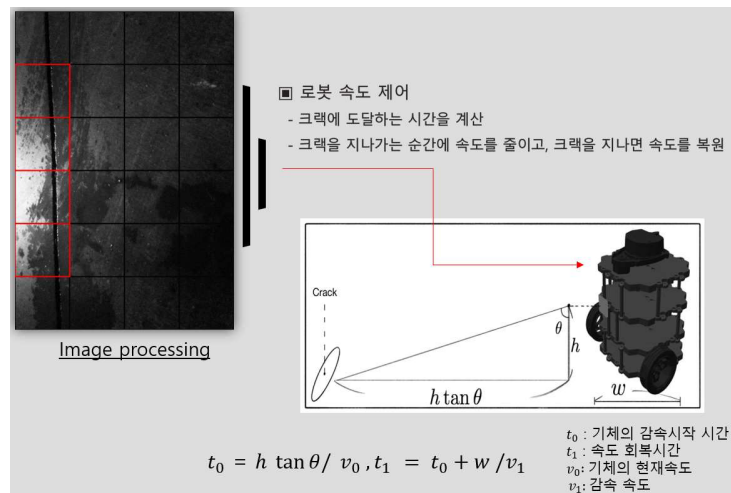 ▣ 로봇 속도 제어
- 크랙에 도달하는 시간을 계산
- 크랙을 지나가는 순간에 속도를 줄이고, 크랙을 지나면 속도를 복원
Image processing
Crack
θ
h
h tan θ
w
t₀ = h tan θ / v₀ , t₁ = t₀ + w / v₁
t₀ : 기체의 감속시작 시간
t₁ : 속도 회복시간
v₀: 기체의 현재속도
v₁: 감속 속도